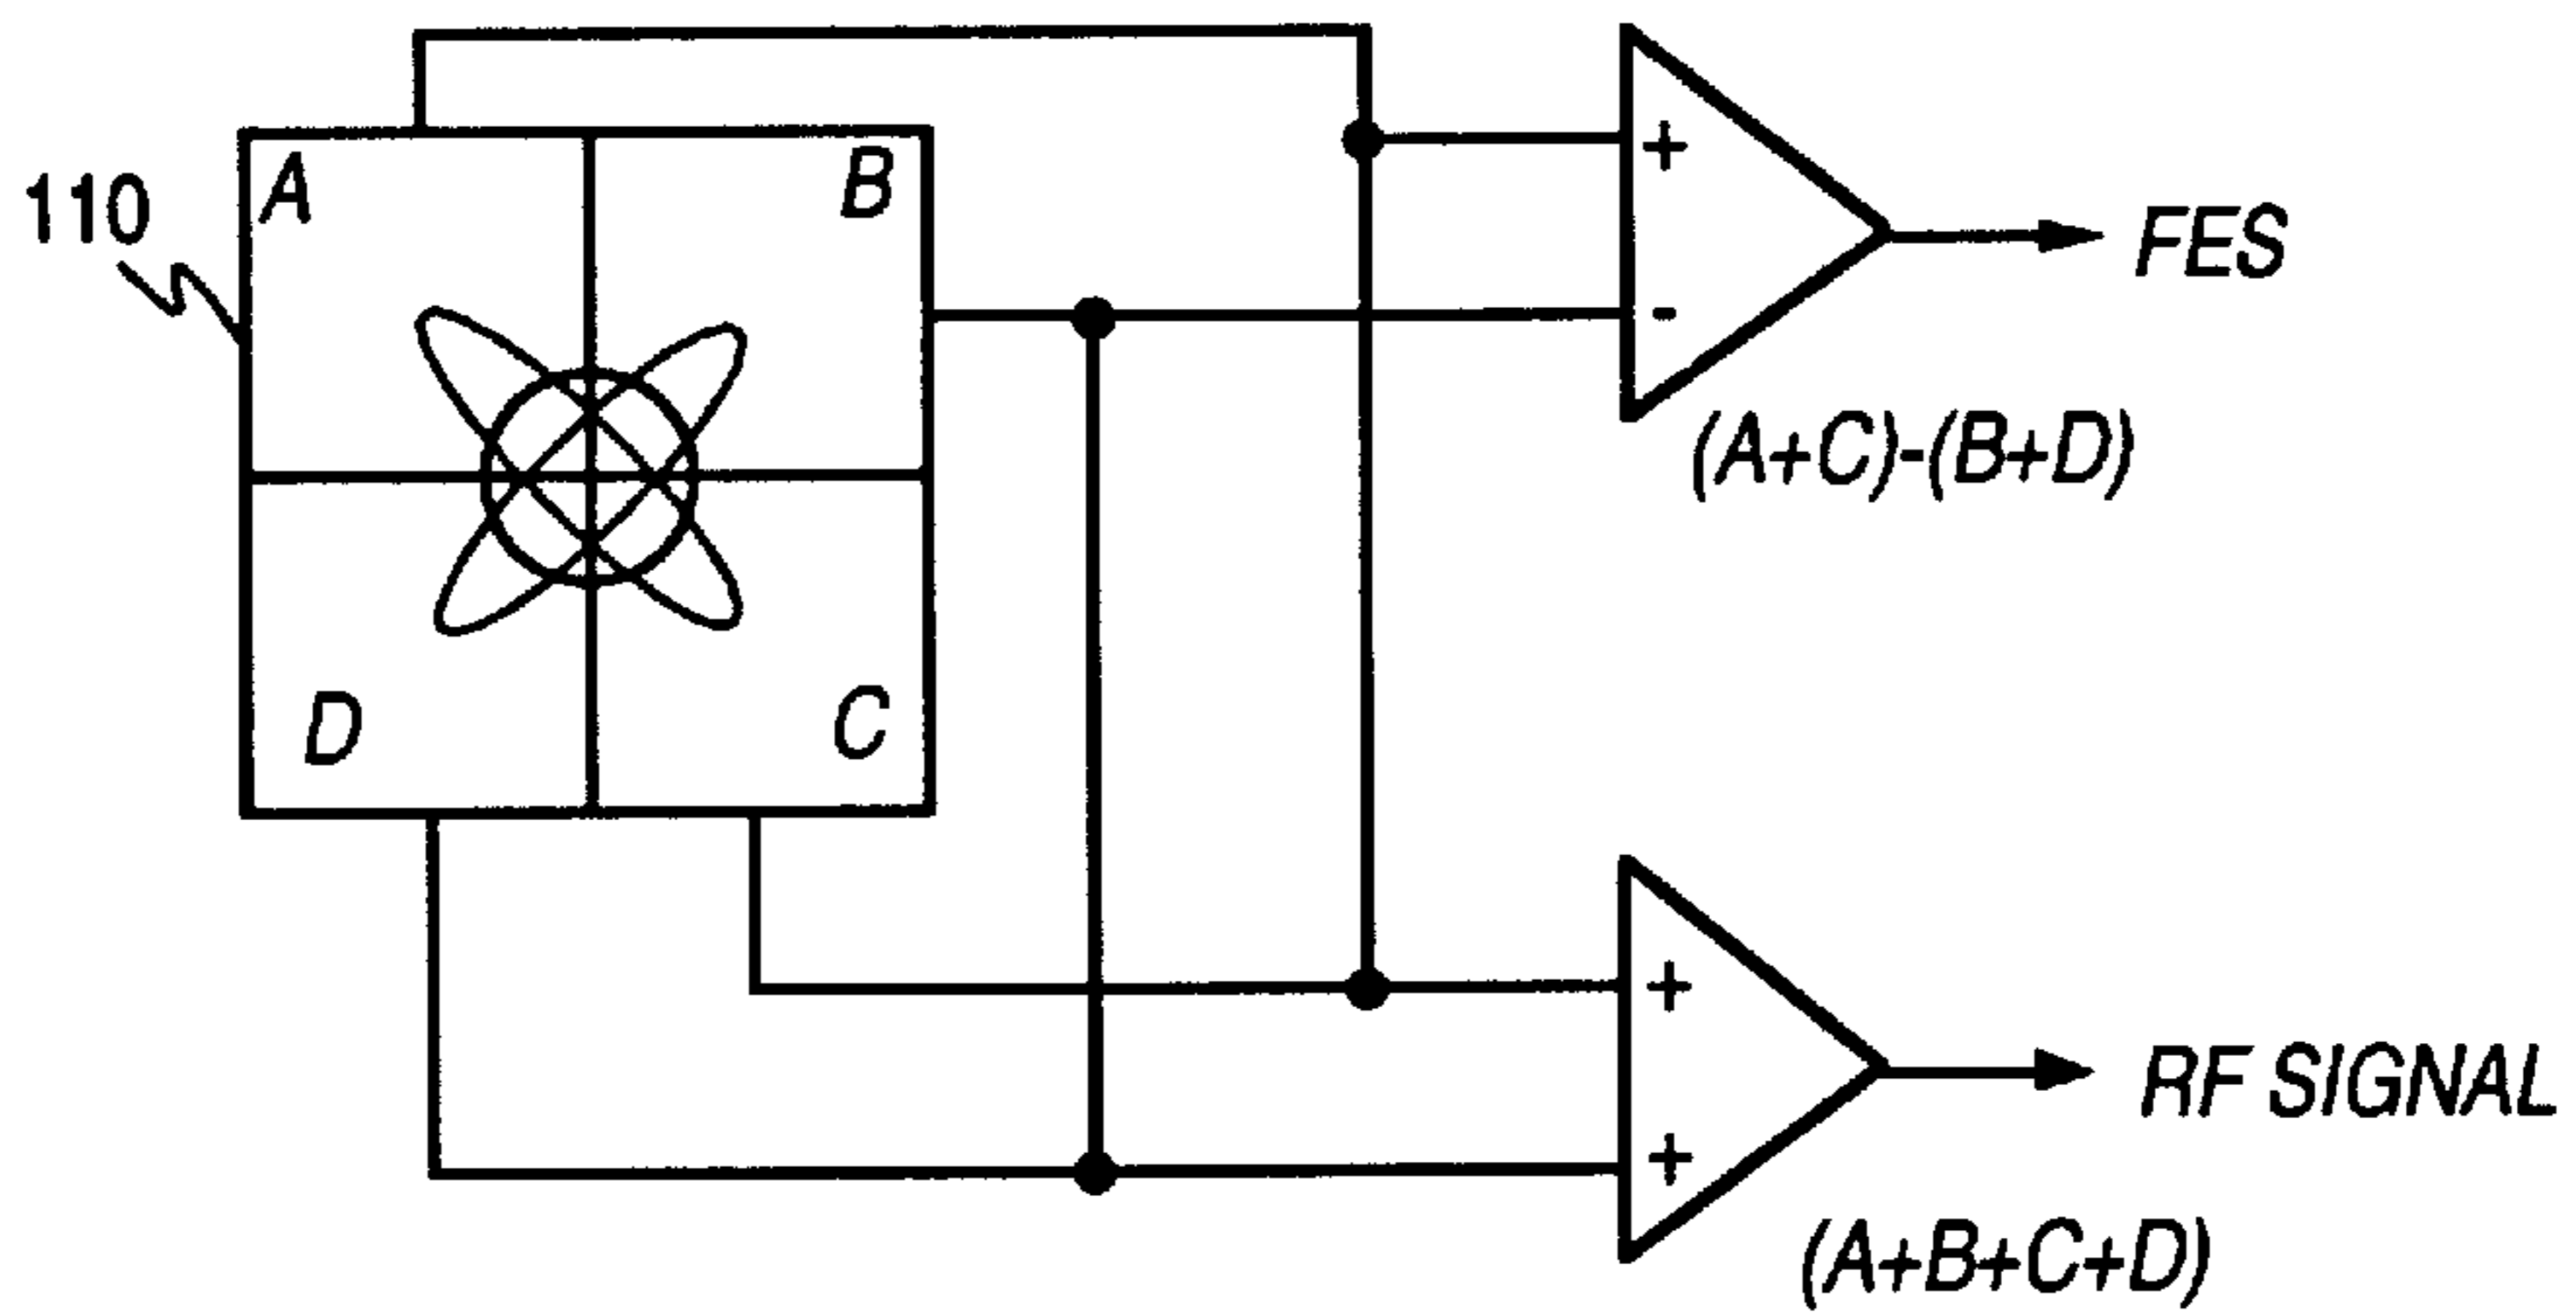 110
A
B
D
C
+
-
FES
(A+C)-(B+D)
+
+
RF SIGNAL
(A+B+C+D)